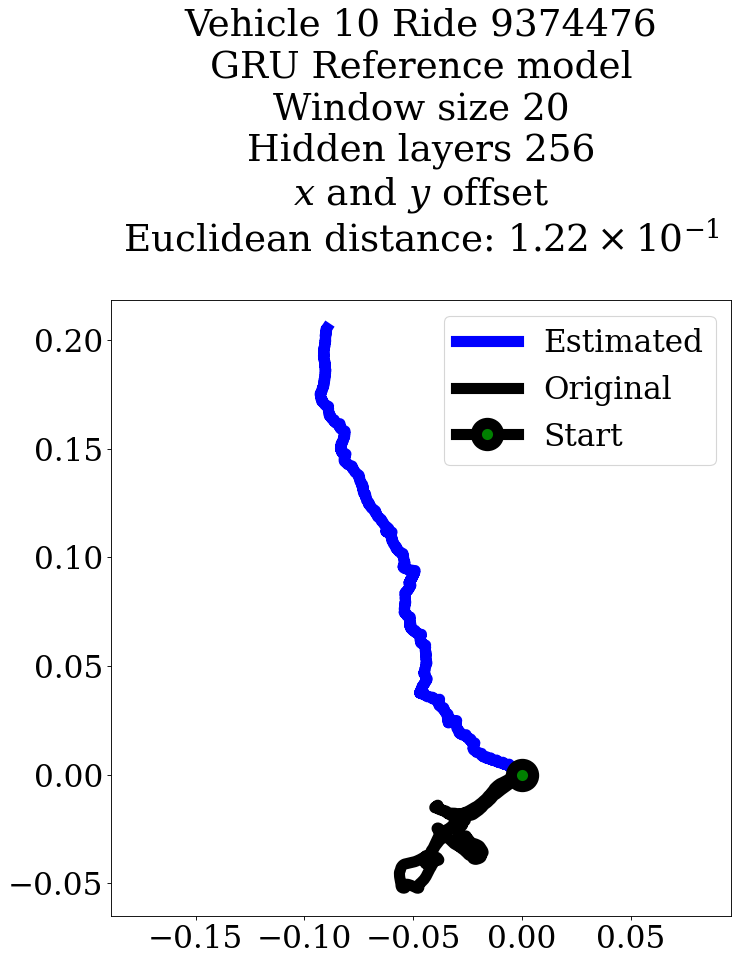 Vehicle 10 Ride 9374476
GRU Reference model
Window size 20
Hidden layers 256
x and y offset
Euclidean distance: 1.22 × 10⁻¹
Estimated
Original
Start
0.20
0.15
0.10
0.05
0.00
−0.05
−0.15 −0.10 −0.05 0.00 0.05